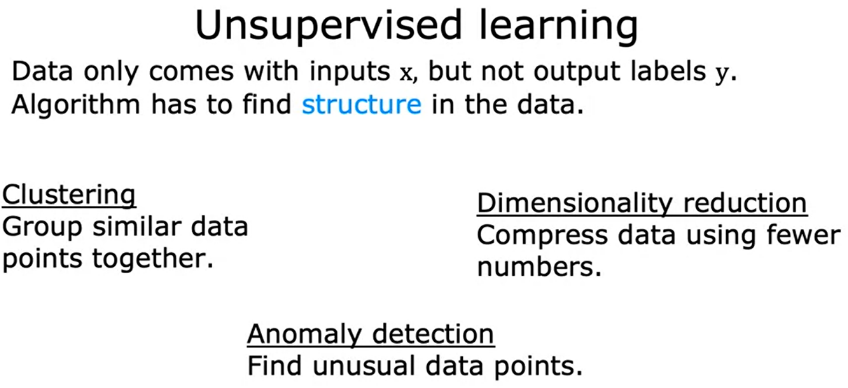 Unsupervised learning
Data only comes with inputs x, but not output labels y.
Algorithm has to find structure in the data.
Clustering
Group similar data
points together.
Dimensionality reduction
Compress data using fewer
numbers.
Anomaly detection
Find unusual data points.